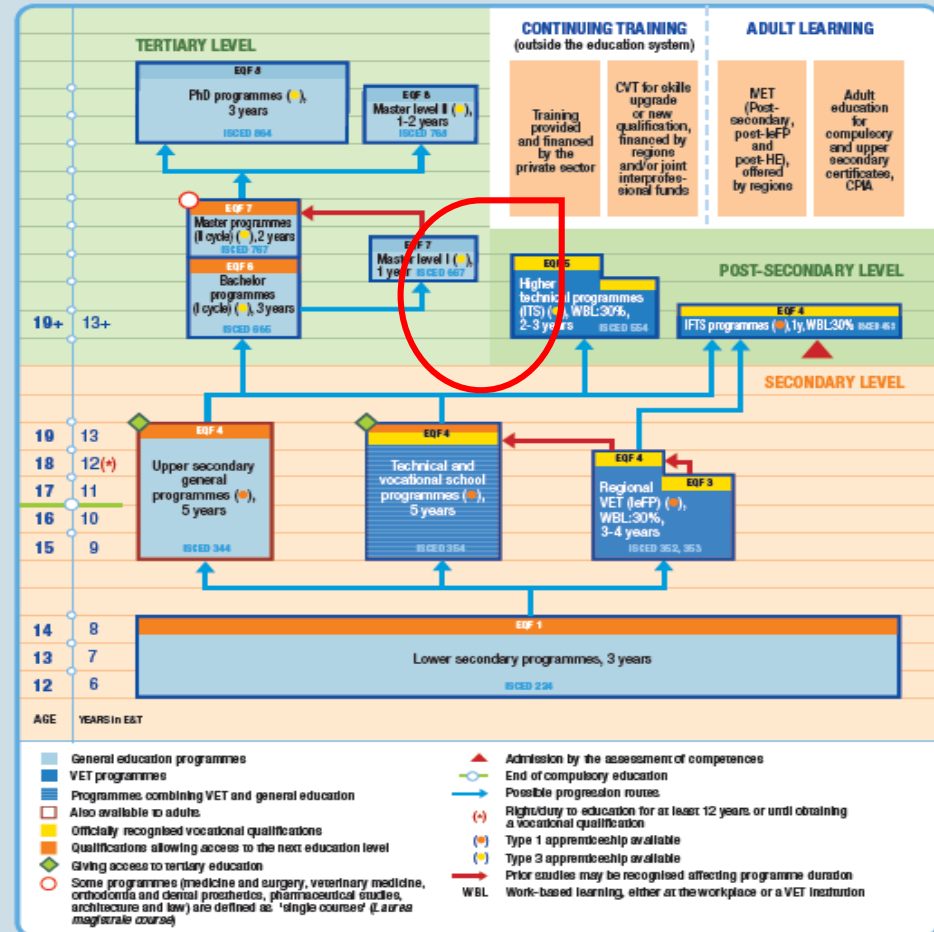 TERTIARY LEVEL
CONTINUING TRAINING
(outside the education system)
ADULT LEARNING
EQF 8
PhD programmes ( ),
3 years
ISCED 864
EQF 8
Master level II ( ),
1-2 years
ISCED 768
Training
provided
and financed
by the
private sector
CVT for skills
upgrade
or new
qualification,
financed by
regions
and/or joint
interprofes-
sional funds
IVET
(Post-
secondary,
post-IeFP
and
post-HE),
offered
by regions
Adult
education
for
compulsory
and upper
secondary
certificates,
CPIA
EQF 7
Master programmes
(II cycle) ( ), 2 years
ISCED 767
EQF 6
Bachelor
programmes
(I cycle) ( ), 3 years
ISCED 665
EQF 7
Master level I ( ),
1 year ISCED 667
EQF 5
Higher
technical programmes
(ITS) ( ), WBL:30%,
2-3 years ISCED 554
POST-SECONDARY LEVEL
EQF 4
IFTS programmes ( ),1y, WBL:30% ISCED 453
19+ 13+
SECONDARY LEVEL
19 13
18 12(*)
17 11
16 10
15 9
EQF 4
Upper secondary
general
programmes ( ),
5 years
ISCED 344
EQF 4
Technical and
vocational school
programmes ( ),
5 years
ISCED 354
EQF 4
EQF 3
Regional
VET (IeFP) ( ),
WBL:30%,
3-4 years
ISCED 352, 353
14 8
13 7
12 6
EQF 1
Lower secondary programmes, 3 years
ISCED 224
AGE YEARS in E&T
General education programmes
VET programmes
Programmes combining VET and general education
Also available to adults
Officially recognised vocational qualifications
Qualifications allowing access to the next education level
Giving access to tertiary education
Some programmes (medicine and surgery, veterinary medicine,
orthodontia and dental prosthetics, pharmaceutical studies,
architecture and law) are defined as 'single courses' (Laurea
magistrale course)
Admission by the assessment of competences
End of compulsory education
Possible progression routes
(*) Right/duty to education for at least 12 years or until obtaining
a vocational qualification
( ) Type 1 apprenticeship available
( ) Type 3 apprenticeship available
Prior studies may be recognised affecting programme duration
WBL Work-based learning, either at the workplace or a VET institution